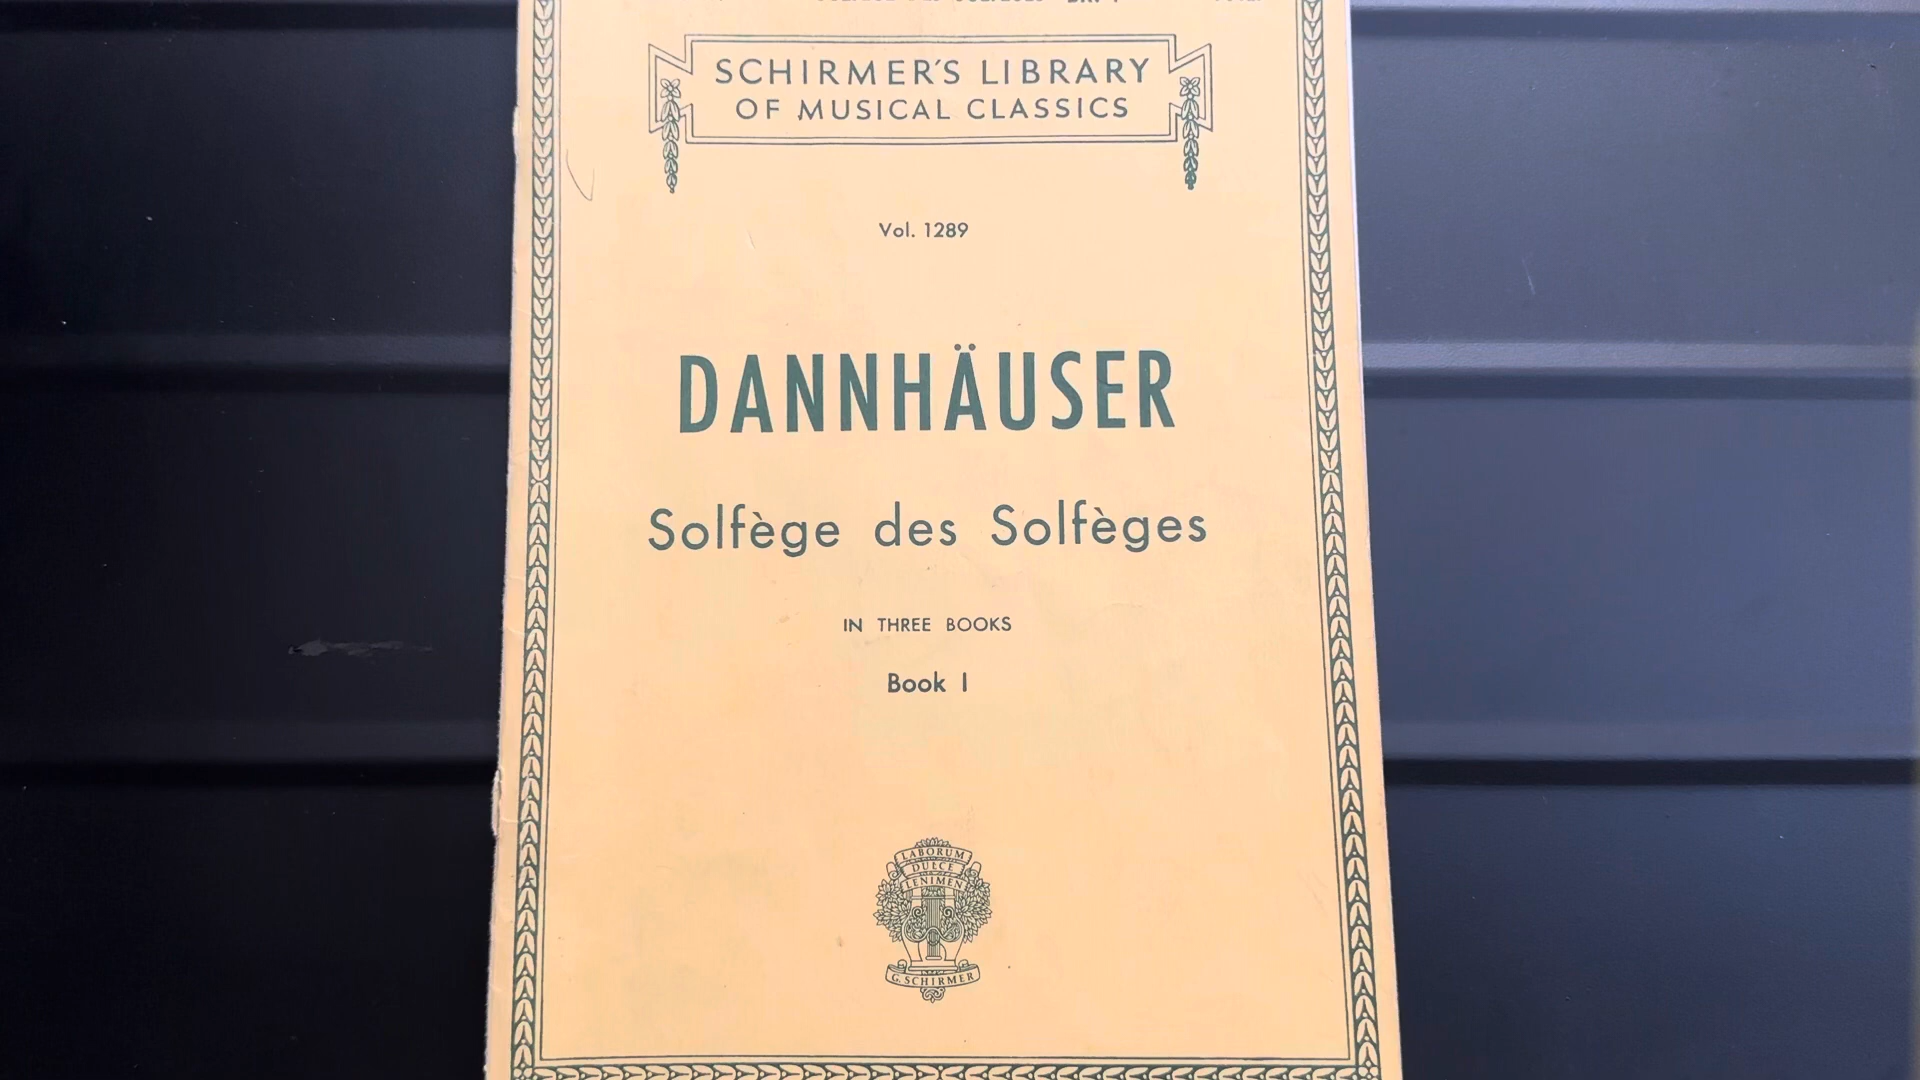 SCHIRMER'S LIBRARY
OF MUSICAL CLASSICS
Vol. 1289
DANNHÄUSER
Solfège des Solfèges
IN THREE BOOKS
Book I
LABORUM
DULCE
LENIMEN
G. SCHIRMER